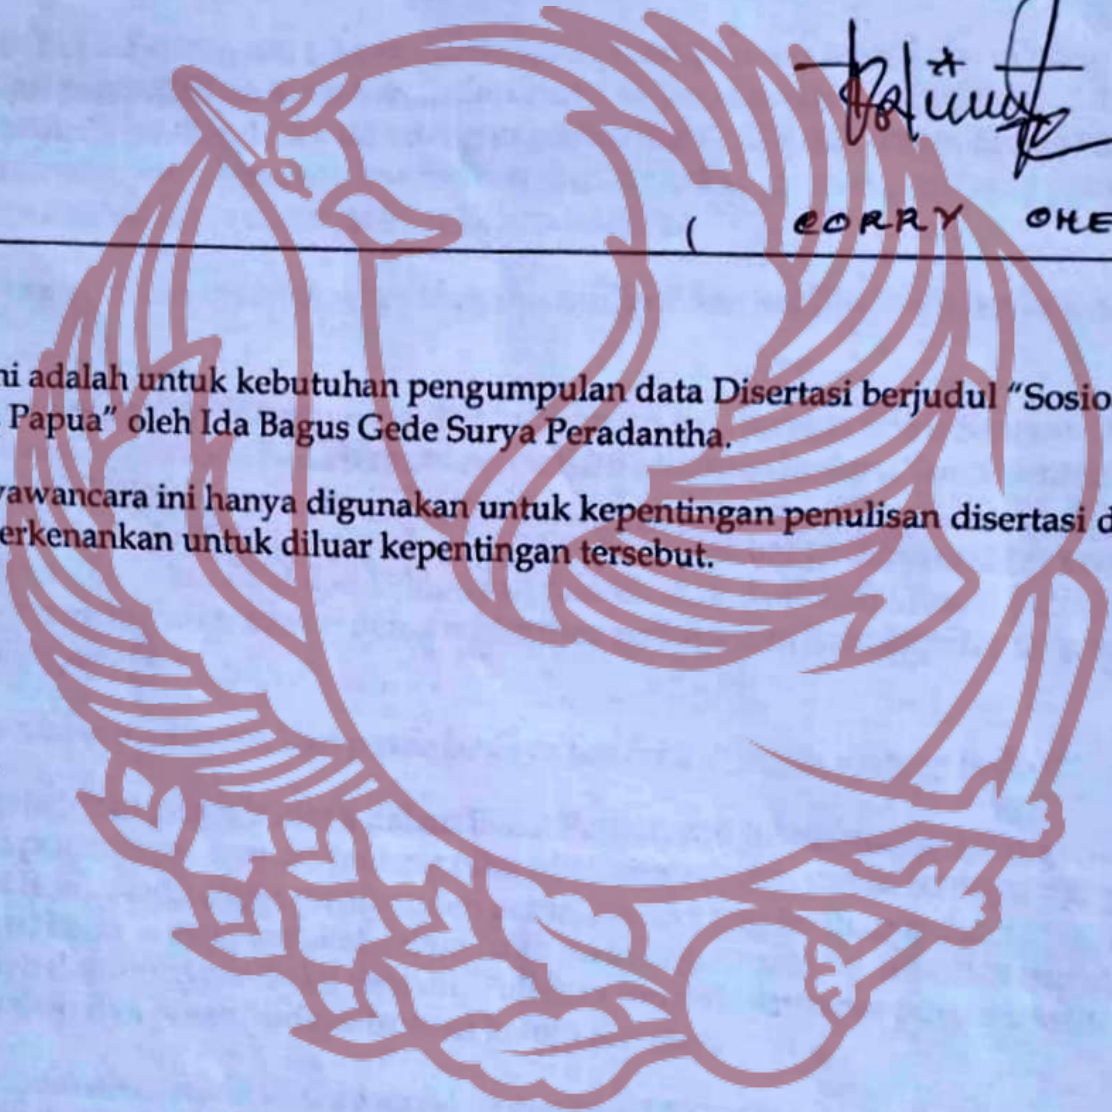 ( CORRY OHE
ni adalah untuk kebutuhan pengumpulan data Disertasi berjudul “Sosio
Papua” oleh Ida Bagus Gede Surya Peradantha.
wawancara ini hanya digunakan untuk kepentingan penulisan disertasi d
erkenankan untuk diluar kepentingan tersebut.